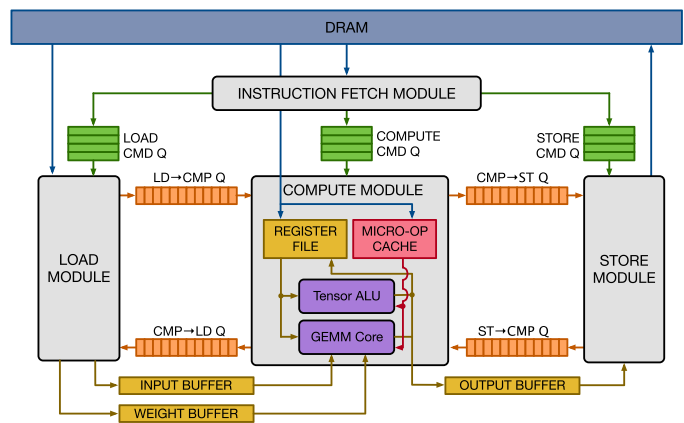 DRAM
INSTRUCTION FETCH MODULE
LOAD
CMD Q
COMPUTE
CMD Q
STORE
CMD Q
LD→CMP Q
COMPUTE MODULE
CMP→ST Q
REGISTER
FILE
MICRO-OP
CACHE
LOAD
MODULE
STORE
MODULE
Tensor ALU
GEMM Core
CMP→LD Q
ST→CMP Q
INPUT BUFFER
OUTPUT BUFFER
WEIGHT BUFFER